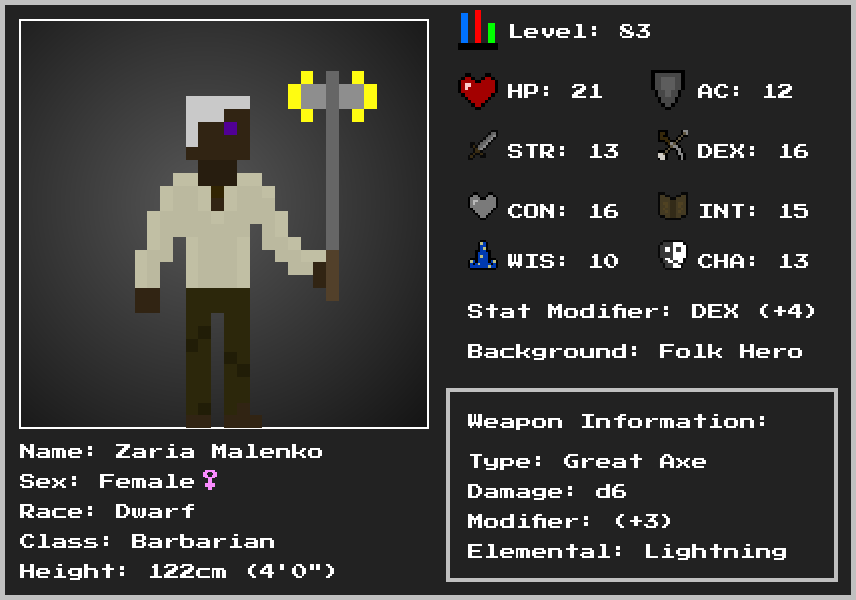 Level: 83
HP: 21 AC: 12
STR: 13 DEX: 16
CON: 16 INT: 15
WIS: 10 CHA: 13
Stat Modifier: DEX (+4)
Background: Folk Hero
Weapon Information:
Type: Great Axe
Damage: d6
Modifier: (+3)
Elemental: Lightning
Name: Zaria Malenko
Sex: Female♀
Race: Dwarf
Class: Barbarian
Height: 122cm (4'0")